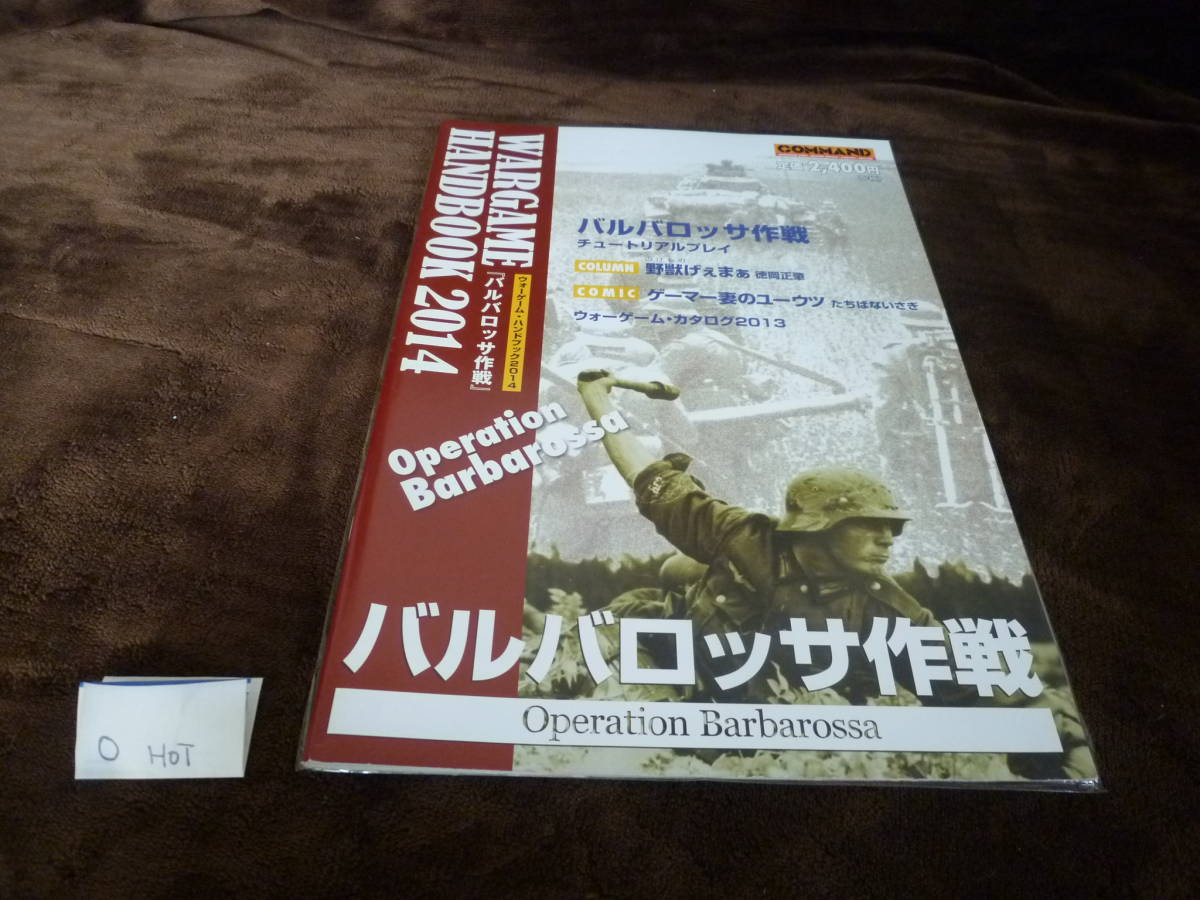 COMMAND
定価2,400円
WARGAME
HANDBOOK 2014
ウォーゲーム・ハンドブック2014
『バルバロッサ作戦』
バルバロッサ作戦
チュートリアルプレイ
COLUMN 野獣げぇまぁ 徳岡正肇
COMIC ゲーマー妻のユーウツ たちばないさぎ
ウォーゲーム・カタログ2013
Operation
Barbarossa
バルバロッサ作戦
Operation Barbarossa
O HOT